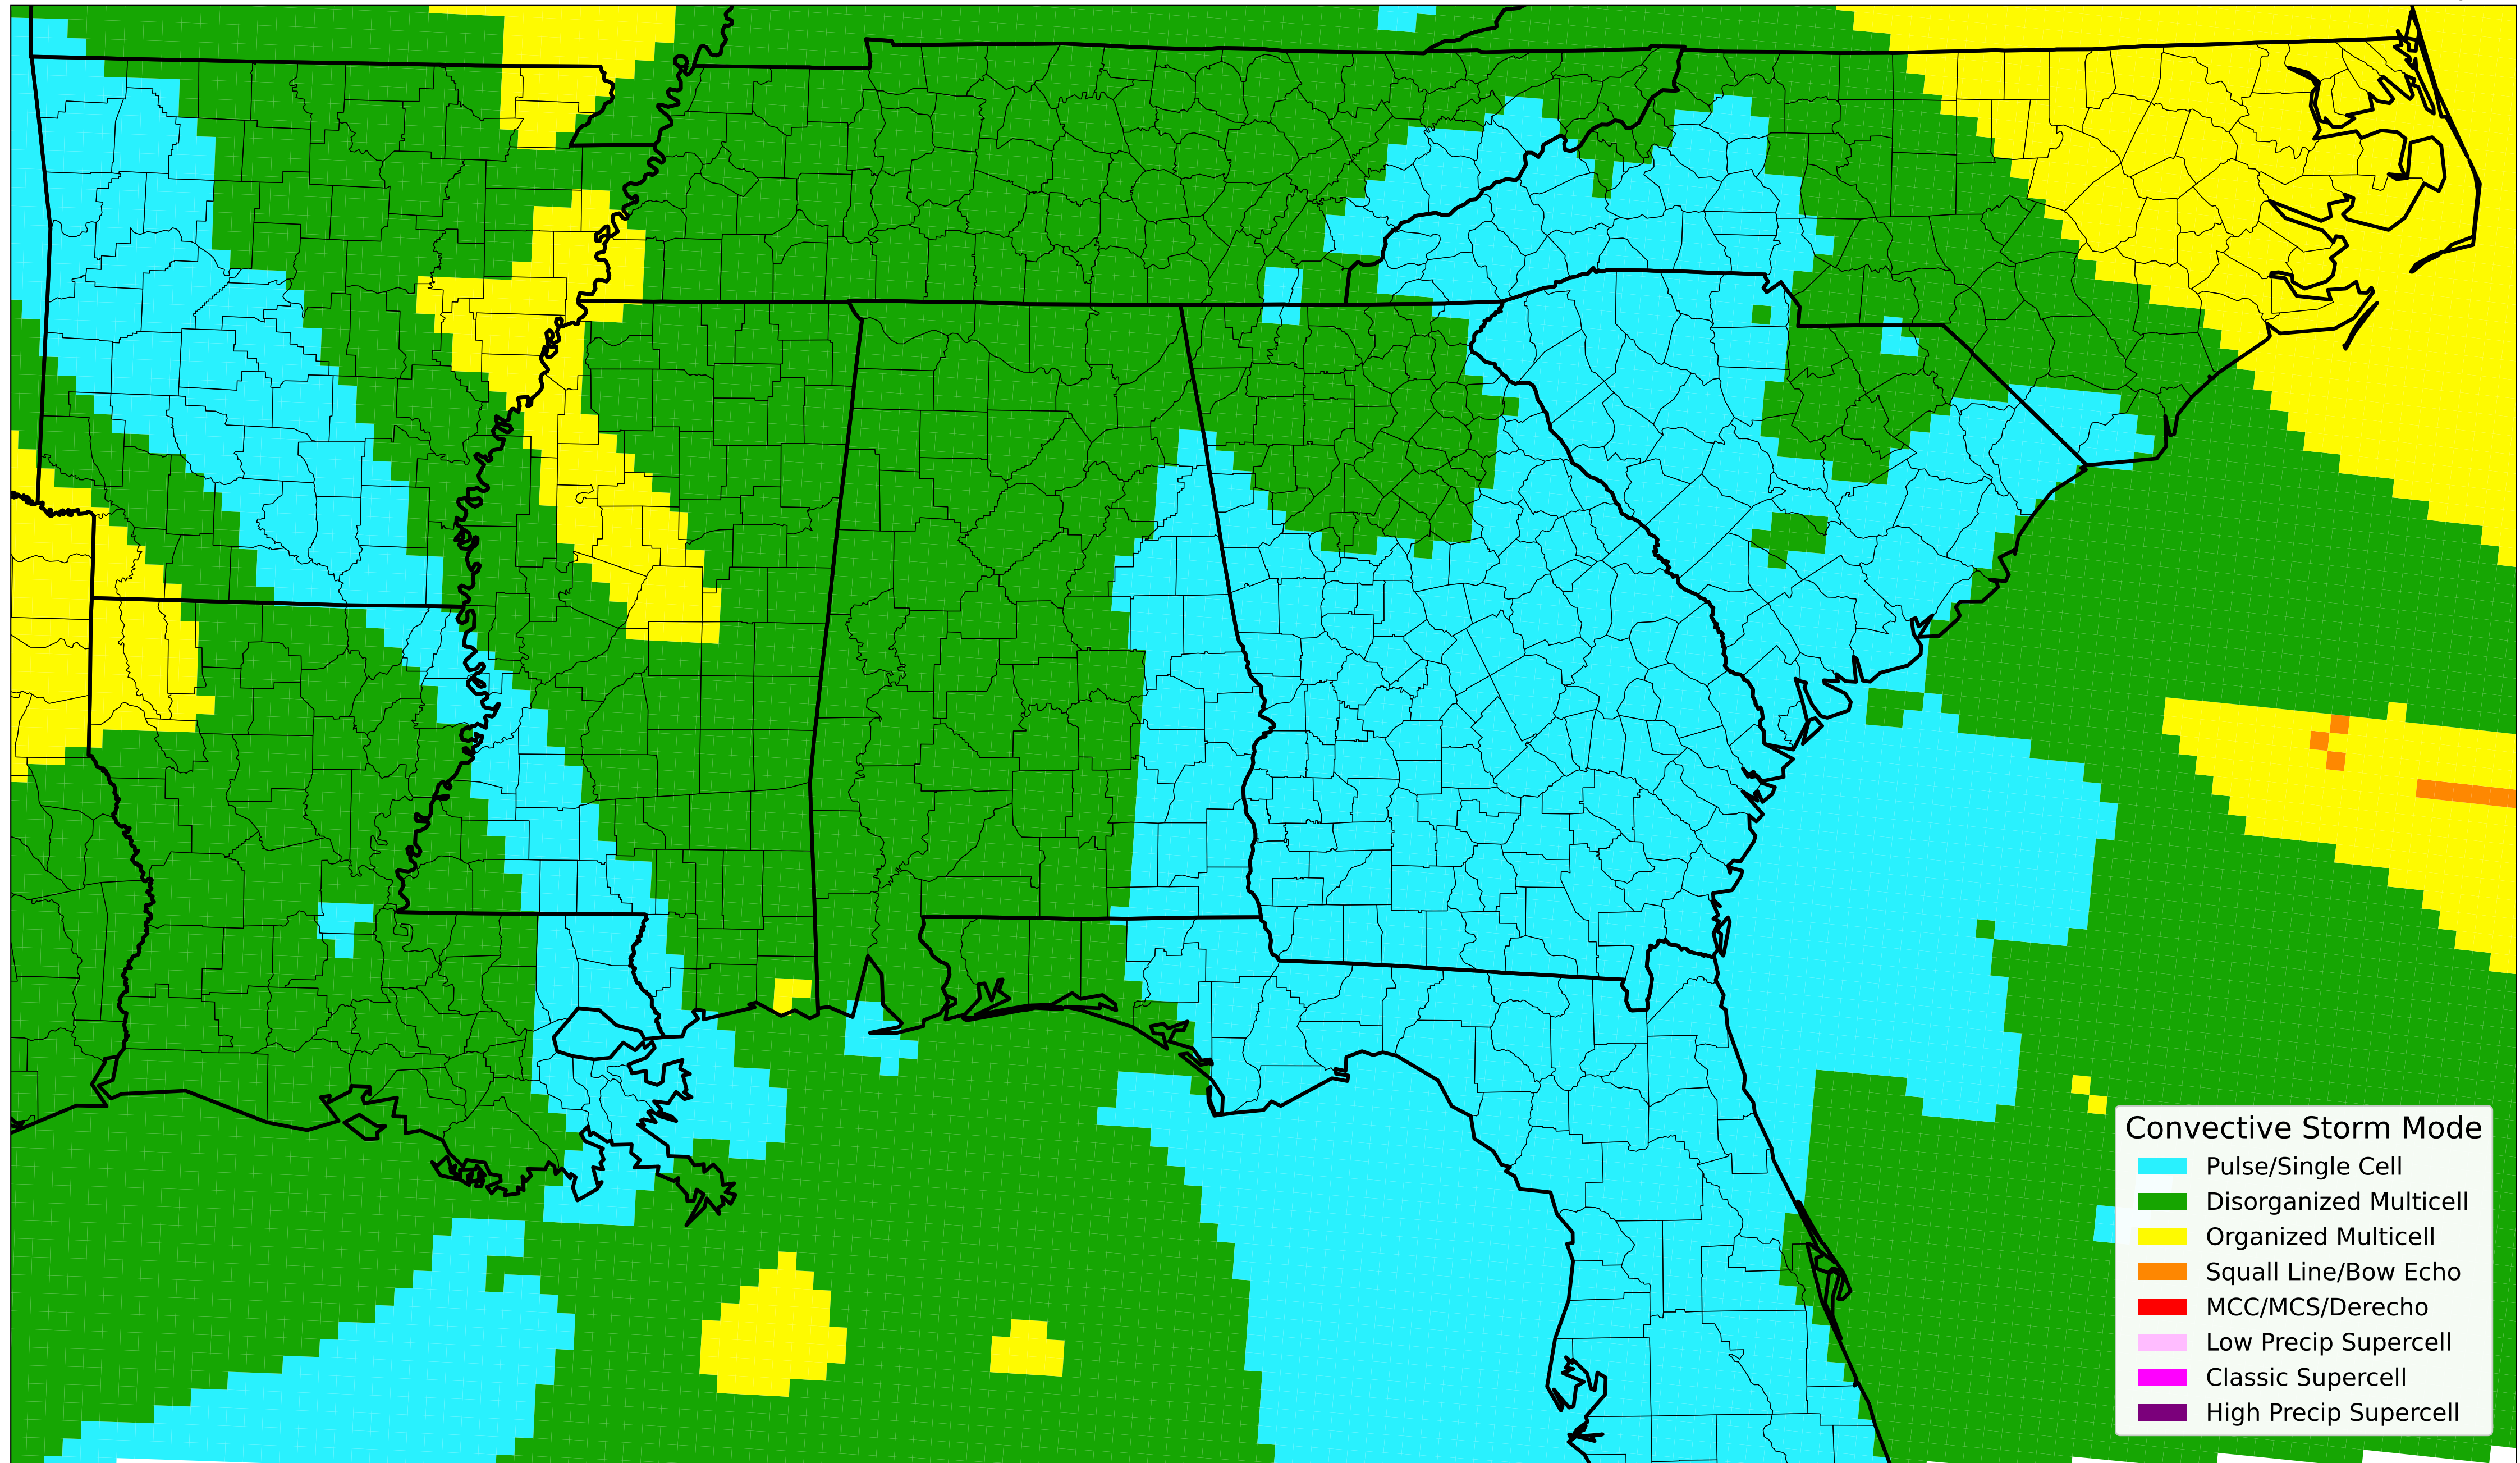 Convective Storm Mode
Pulse/Single Cell
Disorganized Multicell
Organized Multicell
Squall Line/Bow Echo
MCC/MCS/Derecho
Low Precip Supercell
Classic Supercell
High Precip Supercell